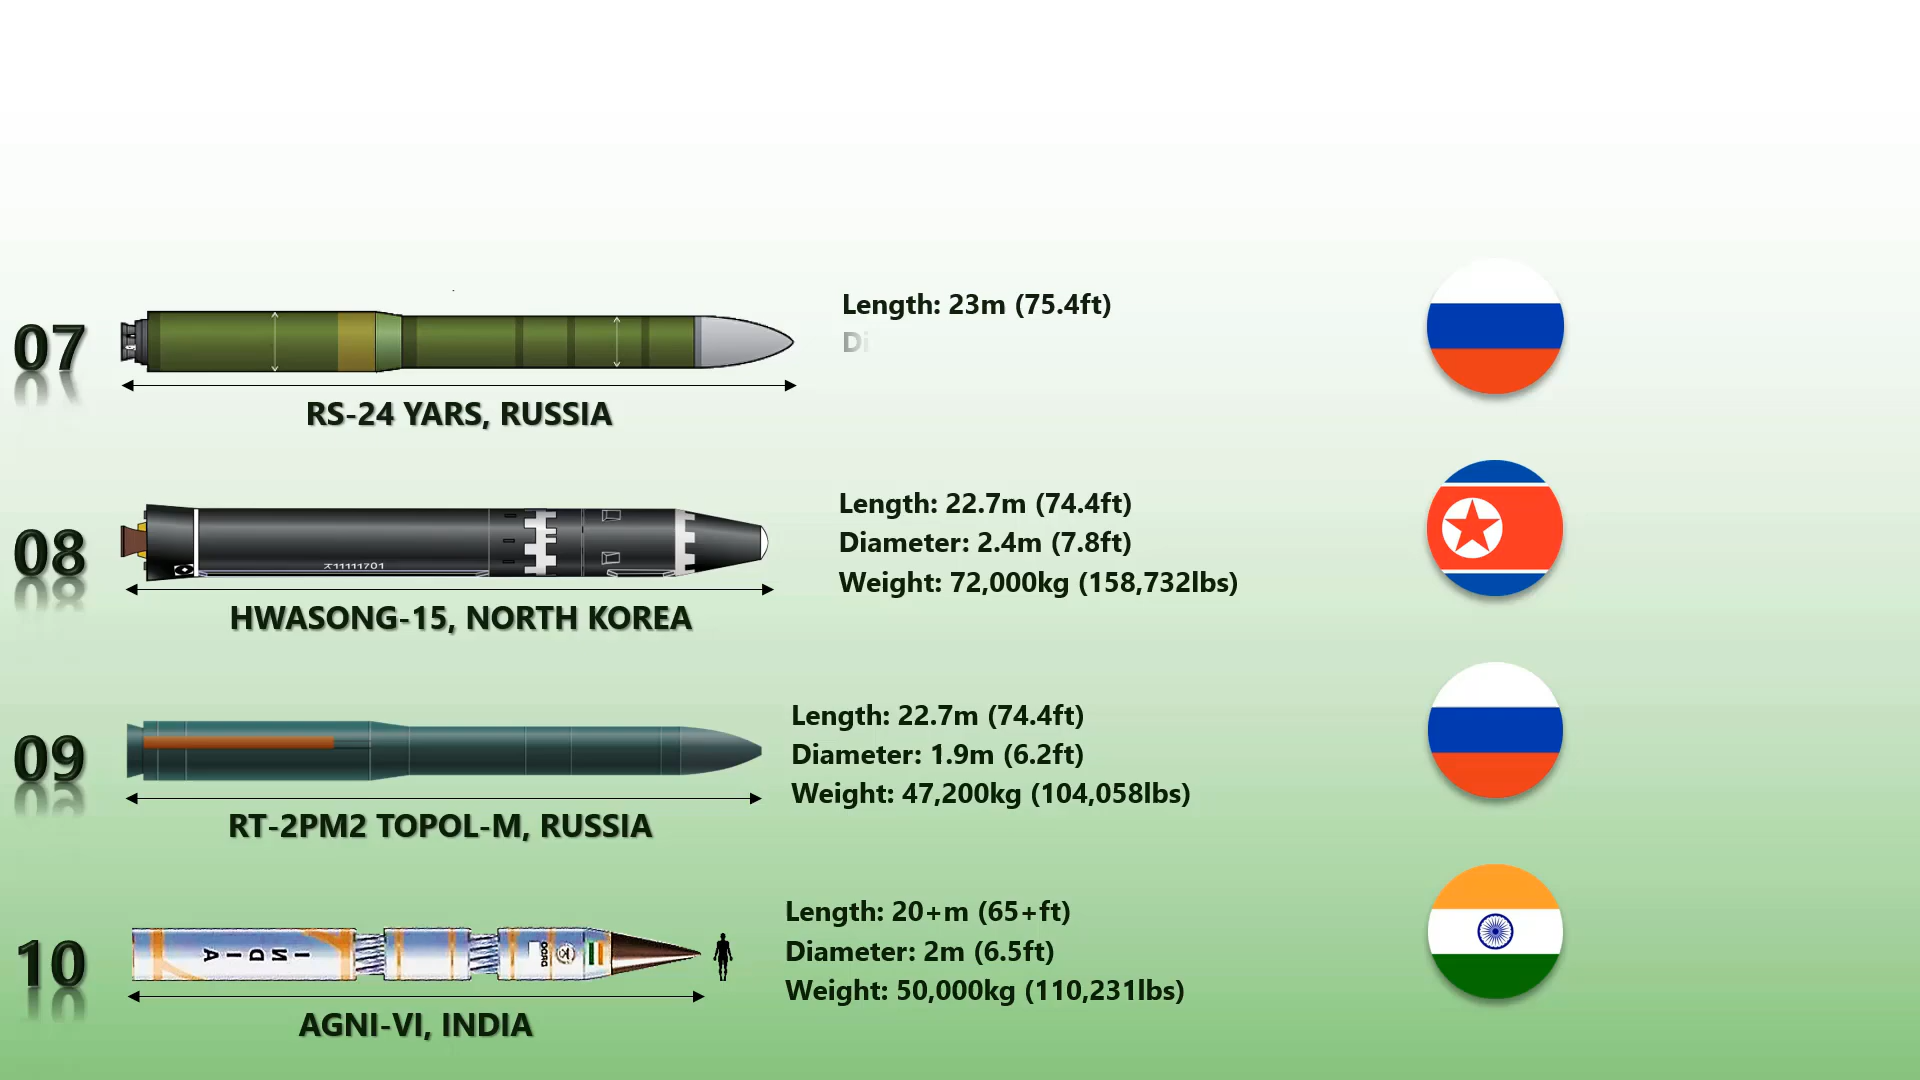 07
Length: 23m (75.4ft)
Di
RS-24 YARS, RUSSIA
08
Length: 22.7m (74.4ft)
Diameter: 2.4m (7.8ft)
Weight: 72,000kg (158,732lbs)
ㅈ11111701
HWASONG-15, NORTH KOREA
09
Length: 22.7m (74.4ft)
Diameter: 1.9m (6.2ft)
Weight: 47,200kg (104,058lbs)
RT-2PM2 TOPOL-M, RUSSIA
10
INDIA
Length: 20+m (65+ft)
Diameter: 2m (6.5ft)
Weight: 50,000kg (110,231lbs)
AGNI-VI, INDIA